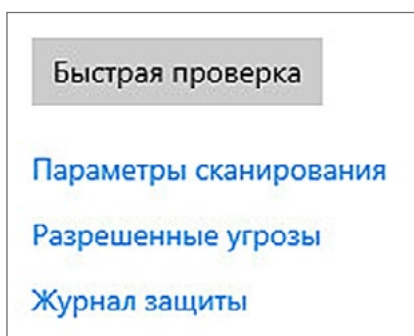 Быстрая проверка
Параметры сканирования
Разрешенные угрозы
Журнал защиты